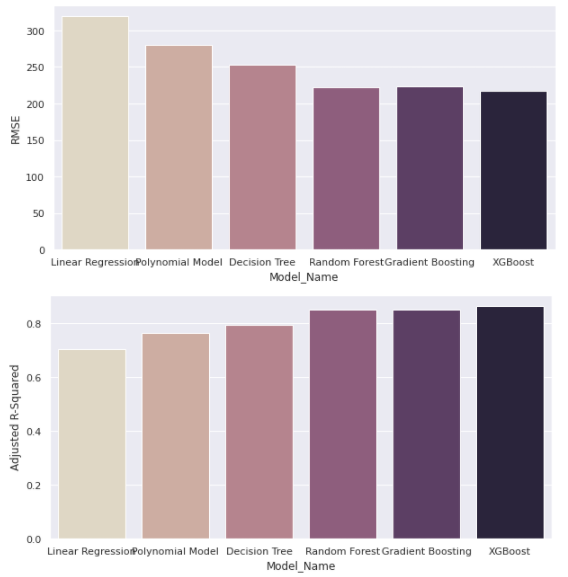 300
250
200
150
100
50
0
RMSE
Linear Regression Polynomial Model Decision Tree Random Forest Gradient Boosting XGBoost
Model_Name
0.8
0.6
0.4
0.2
0.0
Adjusted R-Squared
Linear Regression Polynomial Model Decision Tree Random Forest Gradient Boosting XGBoost
Model_Name